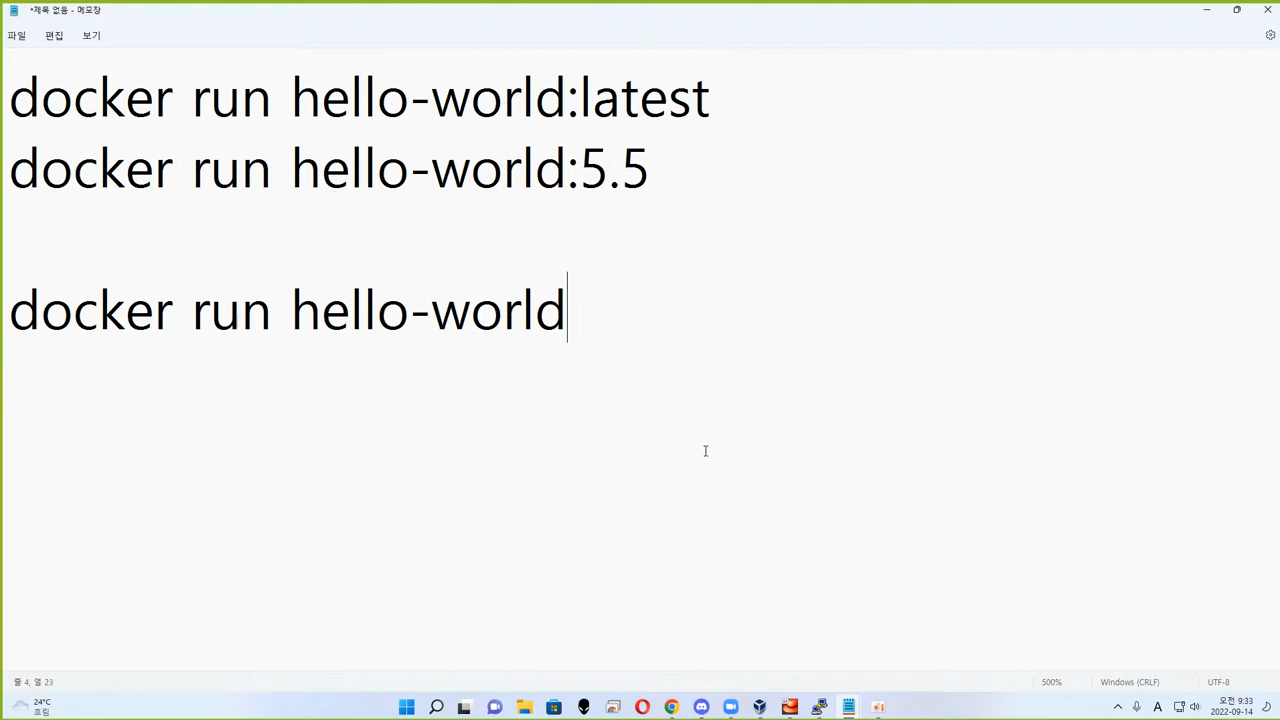 *제목 없음 - 메모장
파일 편집 보기
docker run hello-world:latest
docker run hello-world:5.5
docker run hello-world
줄 4, 열 23
500%
Windows (CRLF)
UTF-8
24°C
흐림
A
오전 9:33
2022-09-14